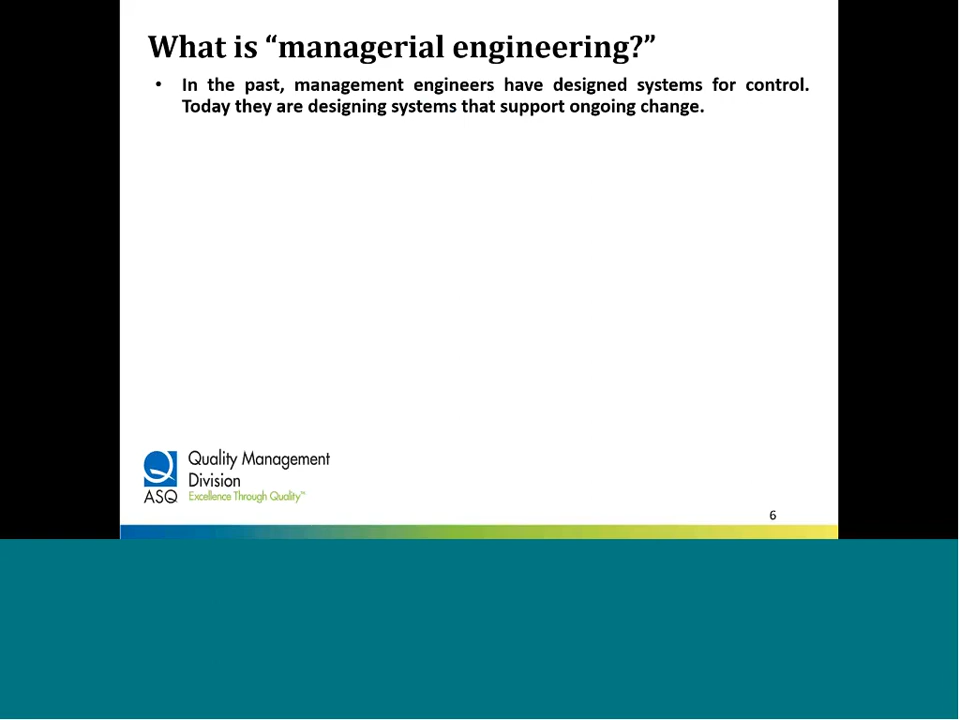 What is “managerial engineering?”
• In the past, management engineers have designed systems for control.
Today they are designing systems that support ongoing change.
Quality Management
Division
ASQ Excellence Through Quality™
6